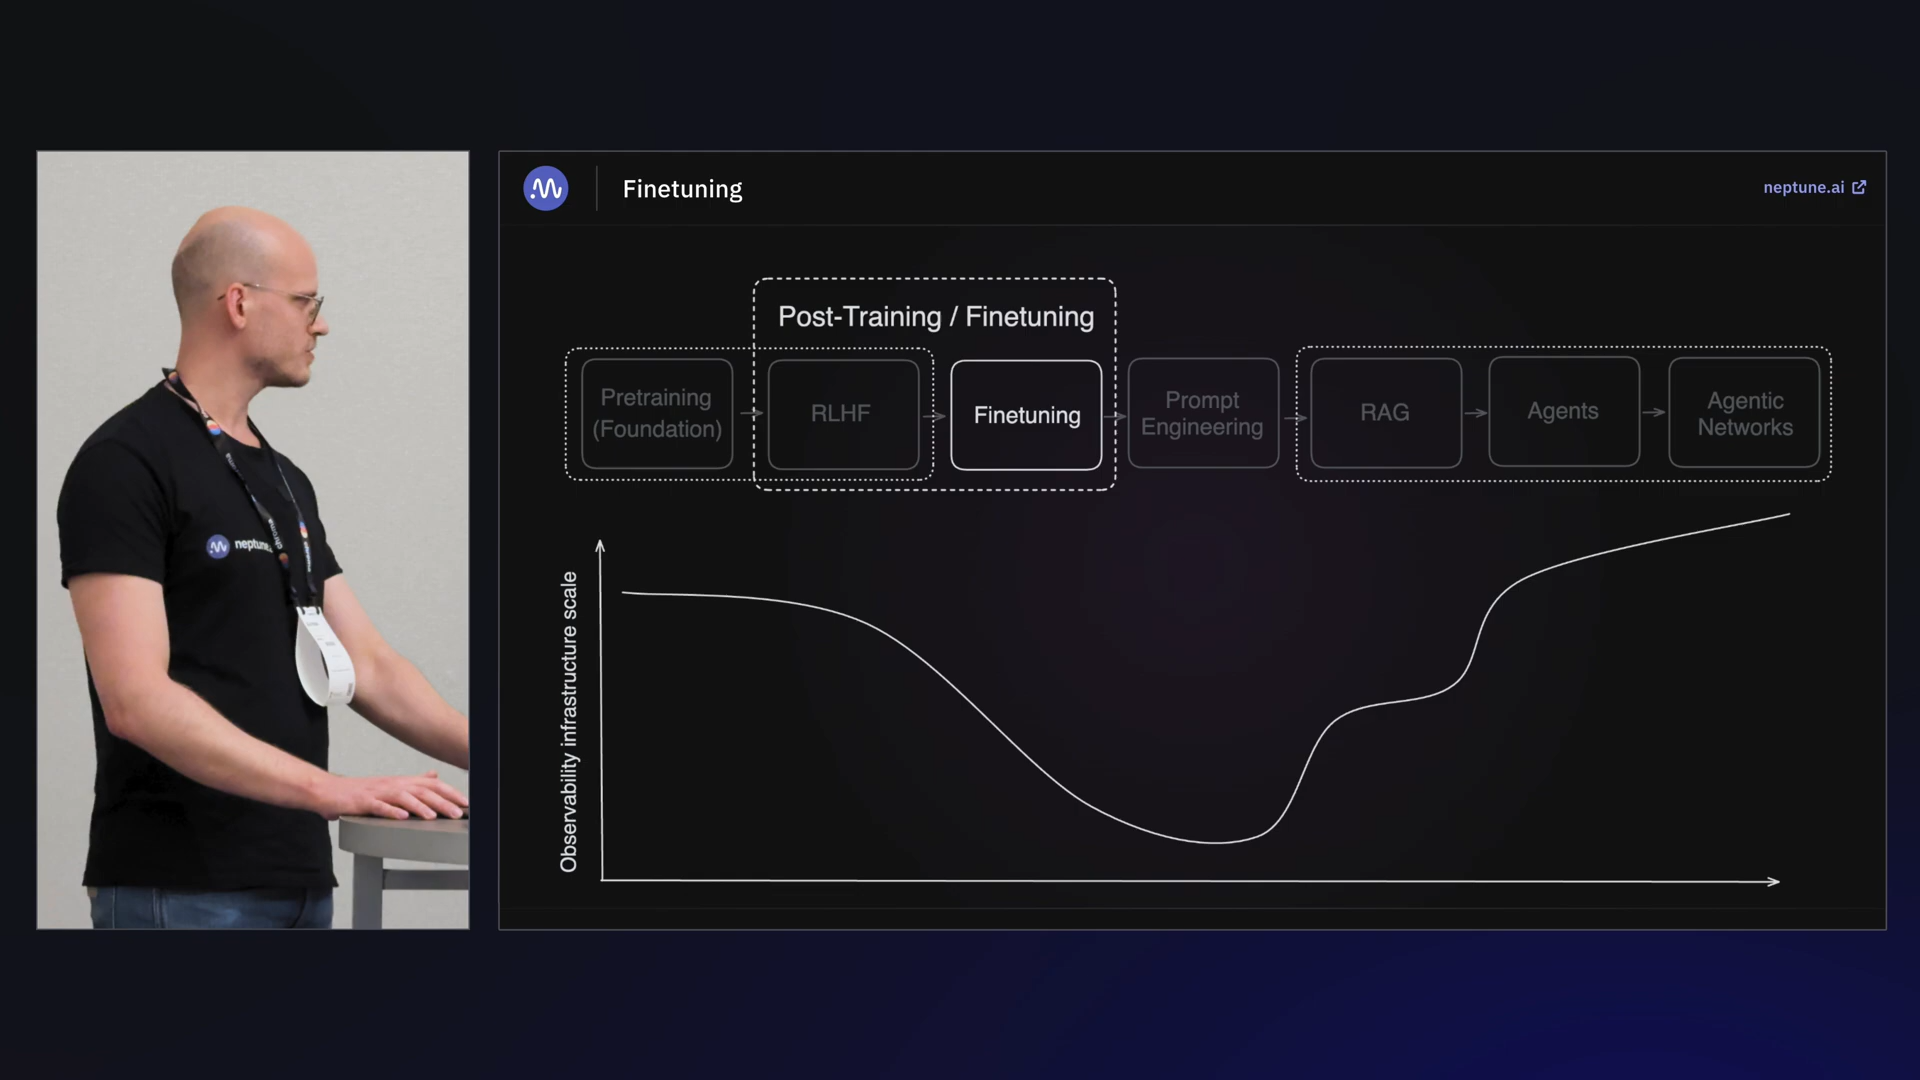 Finetuning
neptune.ai
Post-Training / Finetuning
Pretraining
(Foundation)
RLHF
Finetuning
Prompt
Engineering
RAG
Agents
Agentic
Networks
Observability infrastructure scale
neptune.
chroma